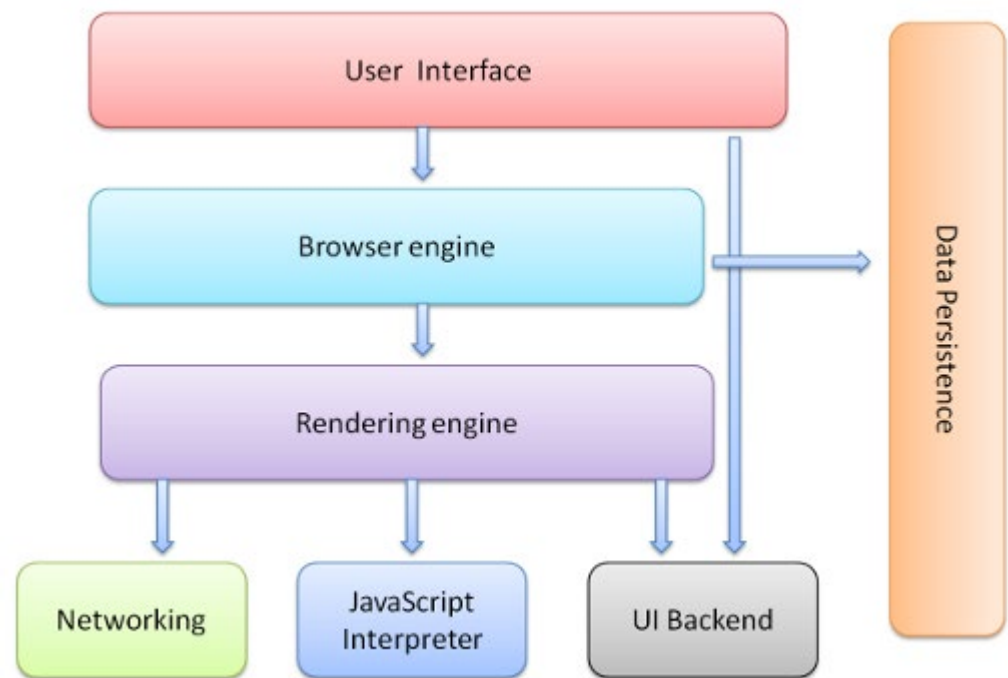 User Interface
Browser engine
Rendering engine
Networking
JavaScript
Interpreter
UI Backend
Data Persistence